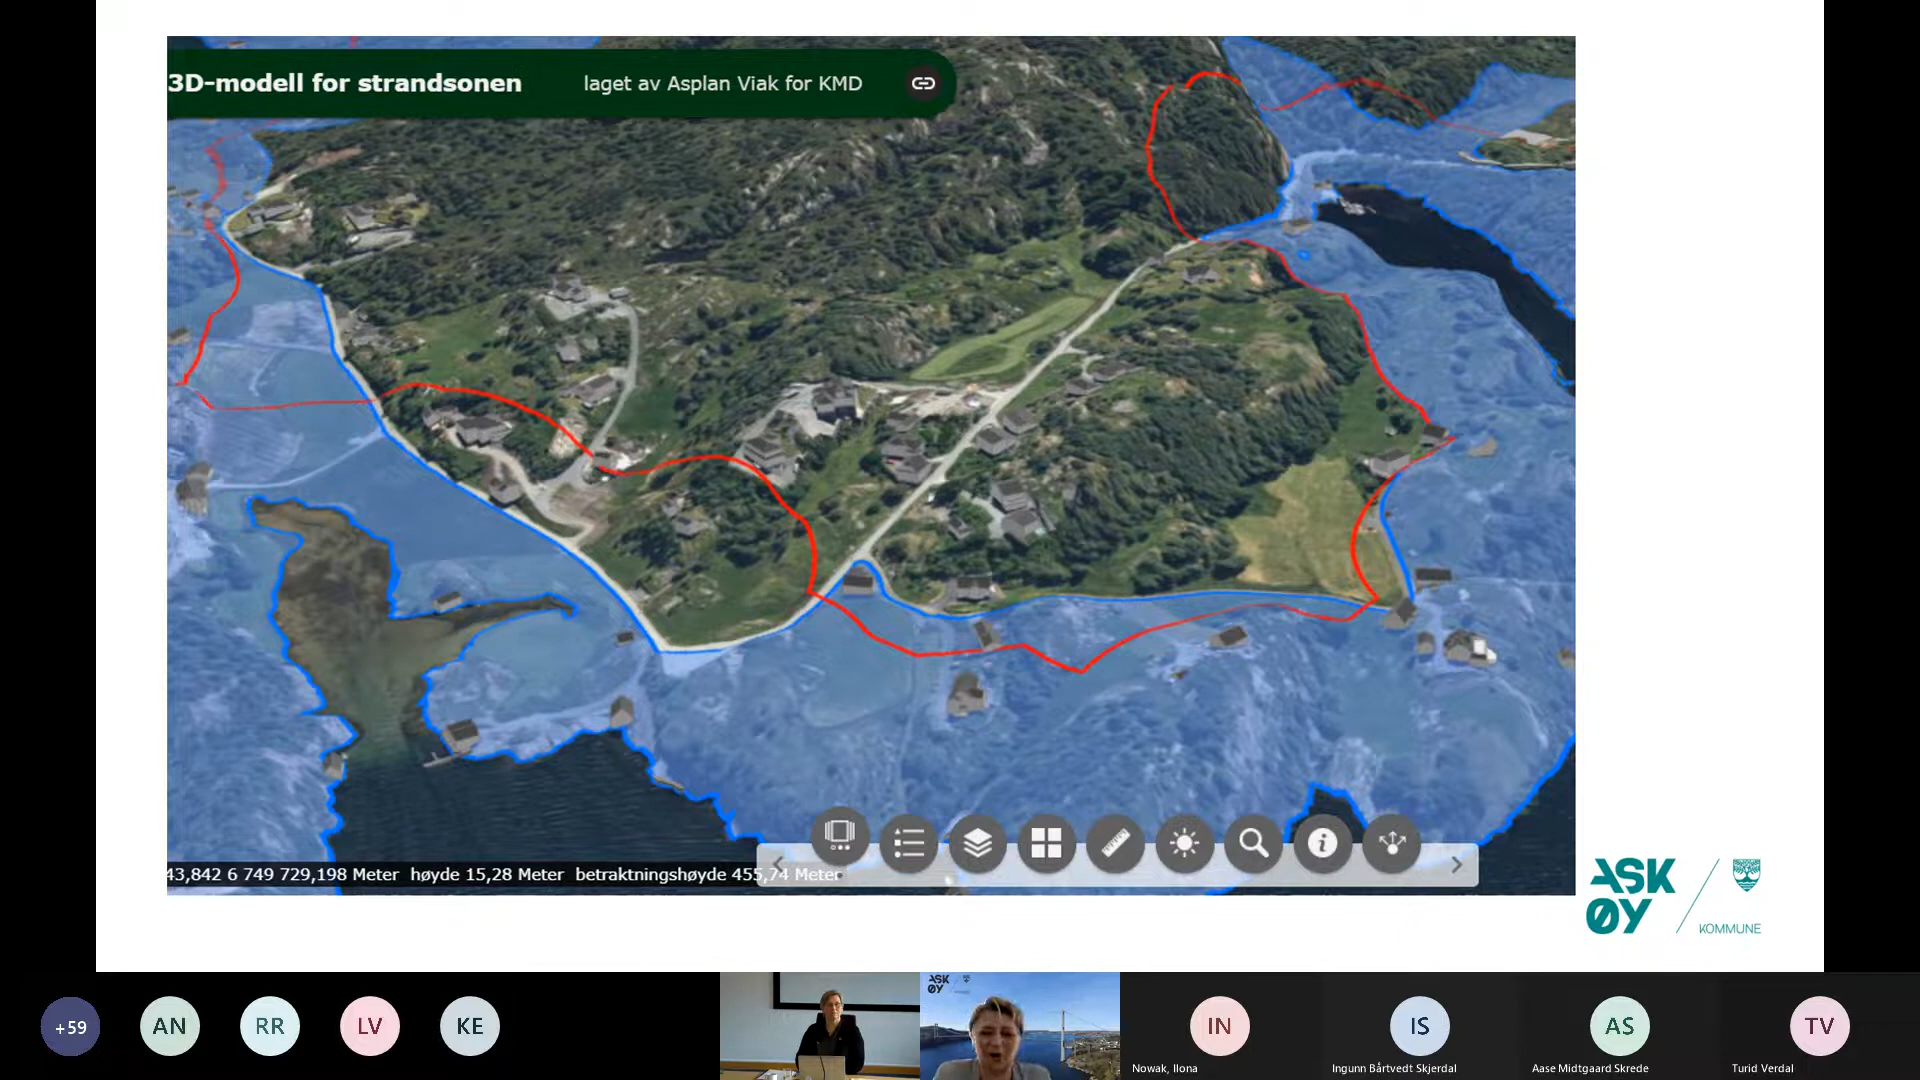 3D-modell for strandsonen
laget av Asplan Viak for KMD
43,842 6 749 729,198 Meter høyde 15,28 Meter betraktningshøyde 455,74 Meter
ASK
ØY
KOMMUNE
+59
AN
RR
LV
KE
ASK
ØY
IN
IS
AS
TV
Nowak, Ilona
Ingunn Bårtvedt Skjerdal
Aase Midtgaard Skrede
Turid Verdal